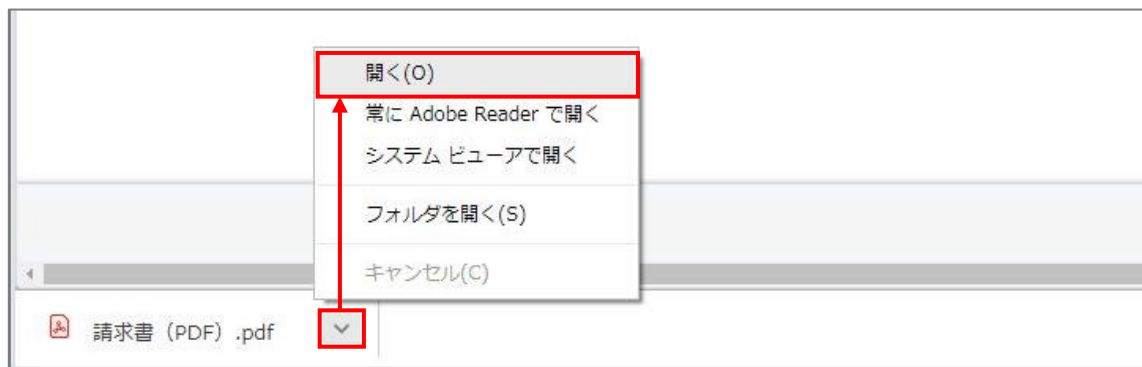 開く(O)
常に Adobe Reader で開く
システム ビューアで開く
フォルダを開く(S)
キャンセル(C)
請求書（PDF）.pdf